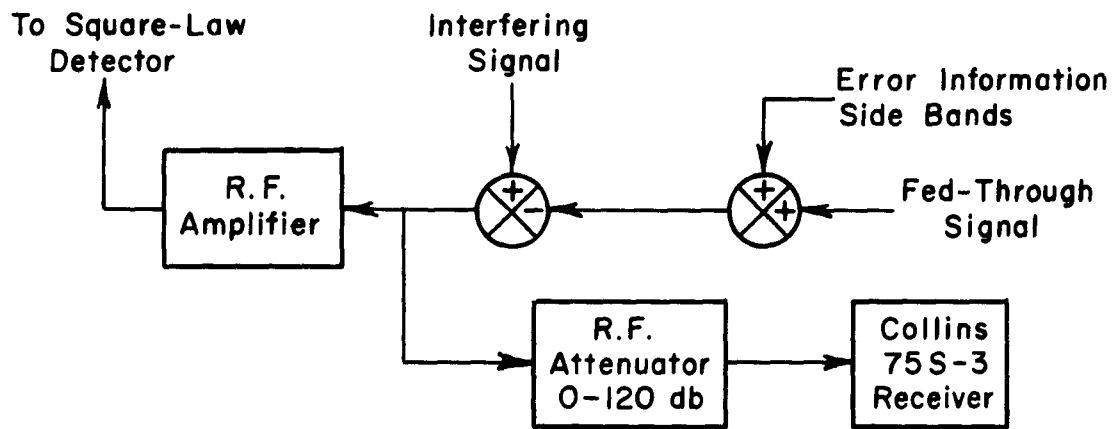 To Square-Law
Detector
Interfering
Signal
Error Information
Side Bands
R.F.
Amplifier
+
-
+
+
Fed-Through
Signal
R.F.
Attenuator
0-120 db
Collins
75S-3
Receiver